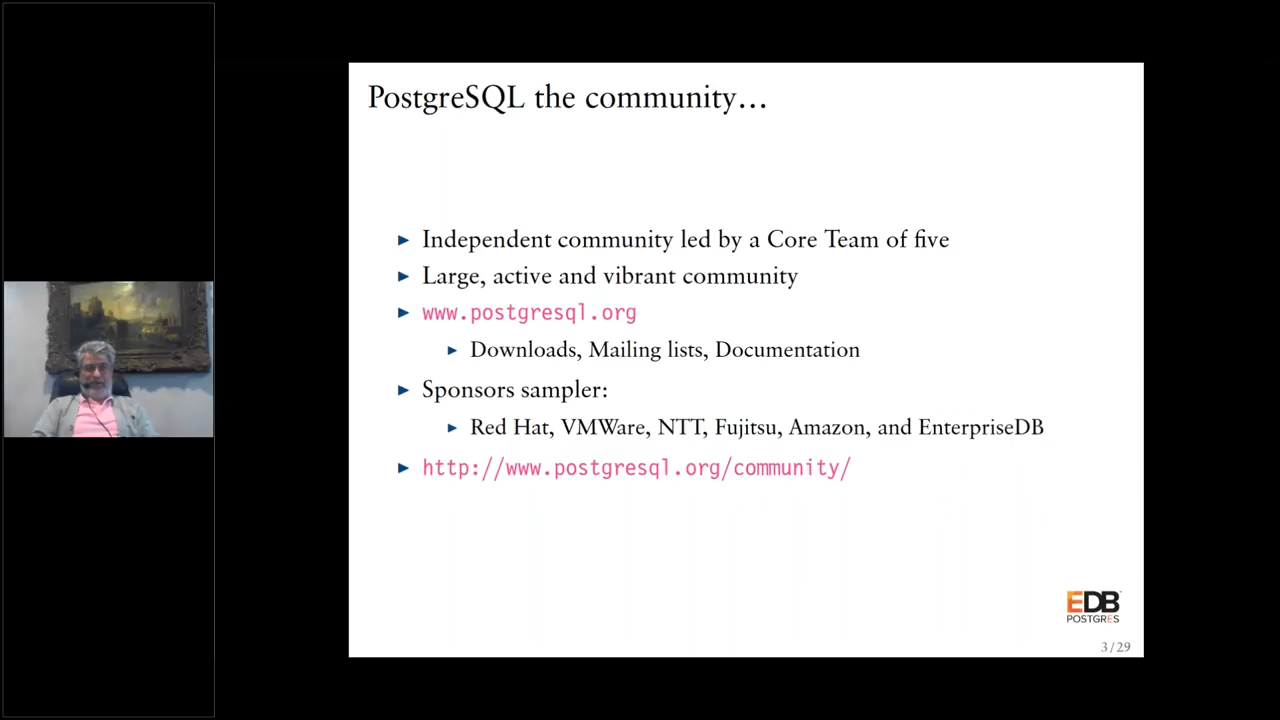 PostgreSQL the community...
Independent community led by a Core Team of five
Large, active and vibrant community
www.postgresql.org
Downloads, Mailing lists, Documentation
Sponsors sampler:
Red Hat, VMWare, NTT, Fujitsu, Amazon, and EnterpriseDB
http://www.postgresql.org/community/
EDB
POSTGRES
3/29